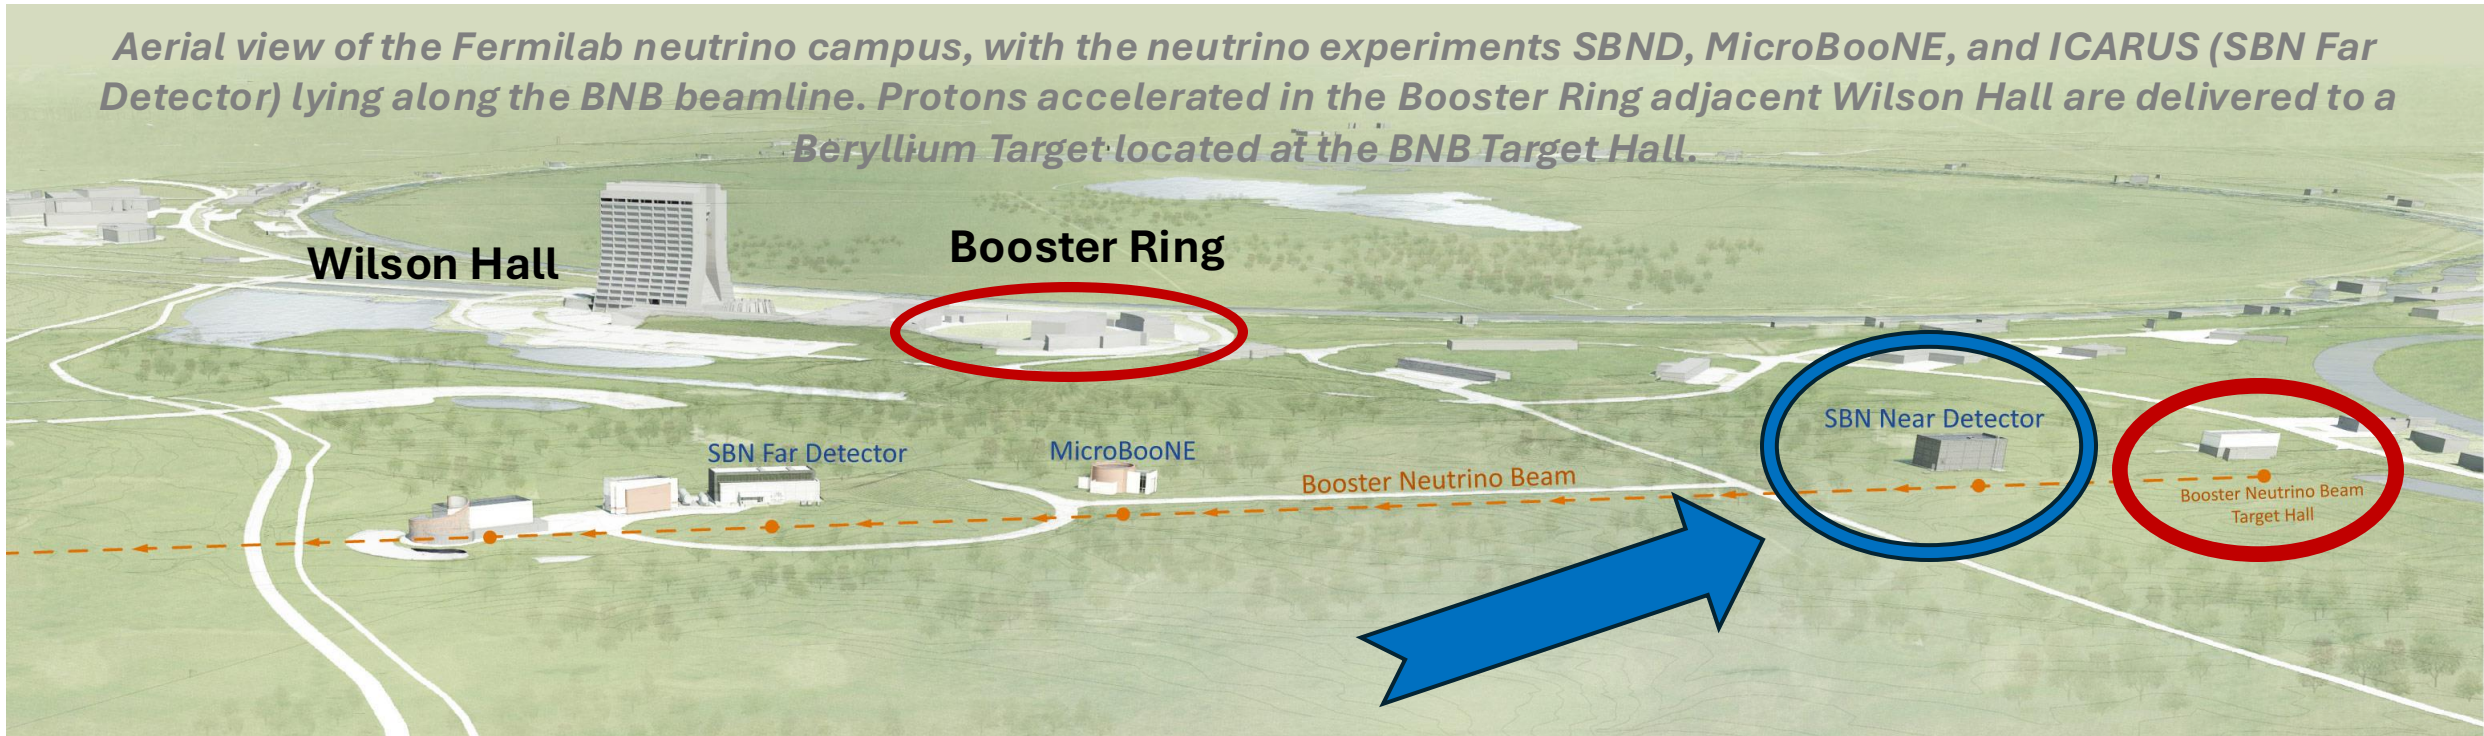 Aerial view of the Fermilab neutrino campus, with the neutrino experiments SBND, MicroBooNE, and ICARUS (SBN Far
Detector) lying along the BNB beamline. Protons accelerated in the Booster Ring adjacent Wilson Hall are delivered to a
Beryllium Target located at the BNB Target Hall.
Wilson Hall
Booster Ring
SBN Near Detector
SBN Far Detector
MicroBooNE
Booster Neutrino Beam
Booster Neutrino Beam
Target Hall